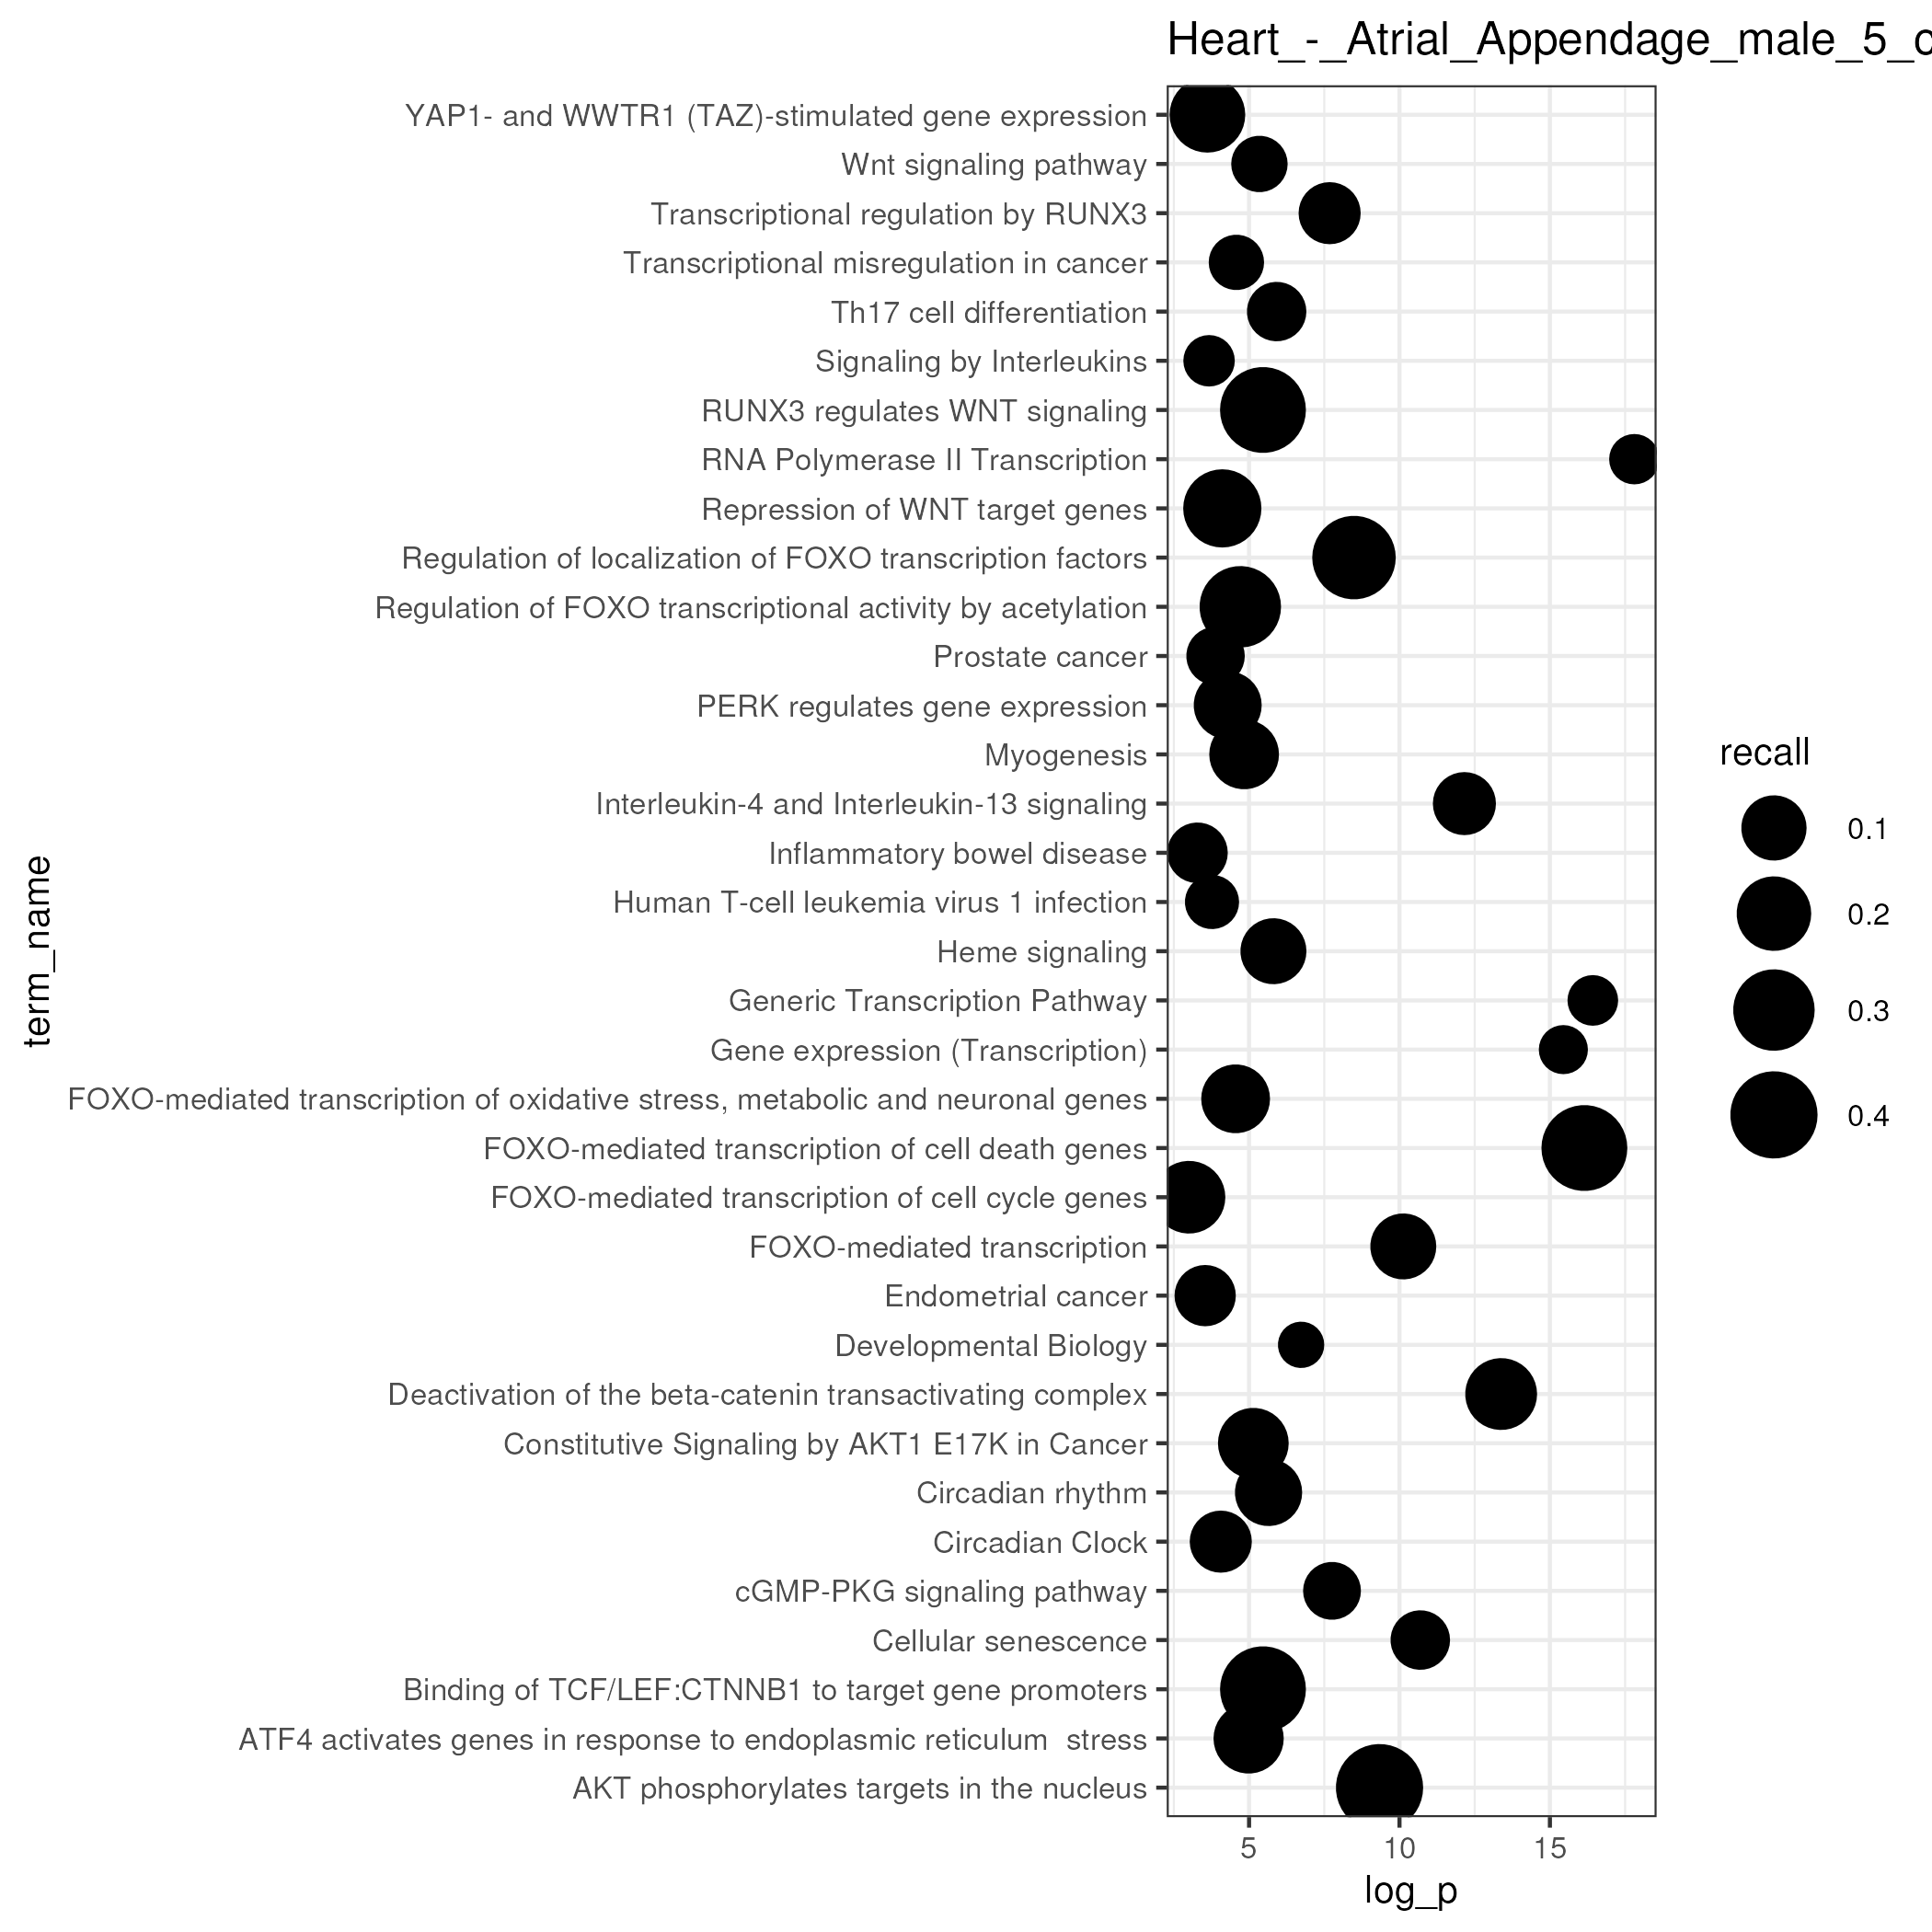 Heart_-_Atrial_Appendage_male_5_
YAP1- and WWTR1 (TAZ)-stimulated gene expression
Wnt signaling pathway
Transcriptional regulation by RUNX3
Transcriptional misregulation in cancer
Th17 cell differentiation
Signaling by Interleukins
RUNX3 regulates WNT signaling
RNA Polymerase II Transcription
Repression of WNT target genes
Regulation of localization of FOXO transcription factors
Regulation of FOXO transcriptional activity by acetylation
Prostate cancer
PERK regulates gene expression
Myogenesis
Interleukin-4 and Interleukin-13 signaling
Inflammatory bowel disease
Human T-cell leukemia virus 1 infection
Heme signaling
Generic Transcription Pathway
Gene expression (Transcription)
FOXO-mediated transcription of oxidative stress, metabolic and neuronal genes
FOXO-mediated transcription of cell death genes
FOXO-mediated transcription of cell cycle genes
FOXO-mediated transcription
Endometrial cancer
Developmental Biology
Deactivation of the beta-catenin transactivating complex
Constitutive Signaling by AKT1 E17K in Cancer
Circadian rhythm
Circadian Clock
cGMP-PKG signaling pathway
Cellular senescence
Binding of TCF/LEF:CTNNB1 to target gene promoters
ATF4 activates genes in response to endoplasmic reticulum  stress
AKT phosphorylates targets in the nucleus
term_name
5
10
15
log_p
recall
0.1
0.2
0.3
0.4